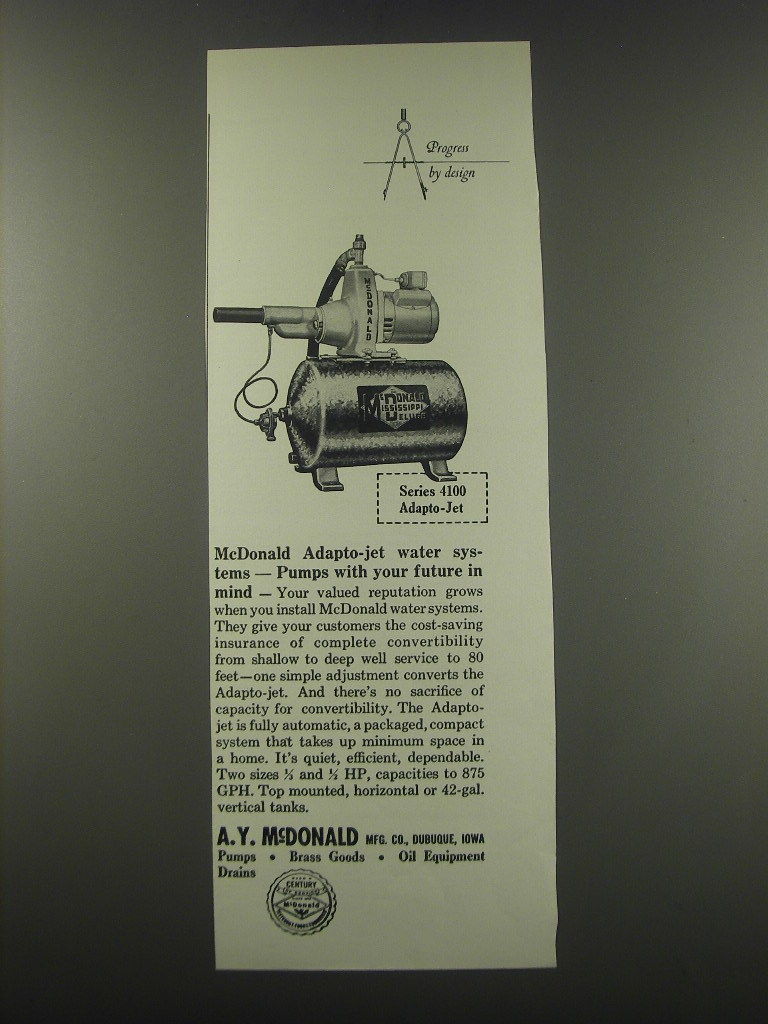 Progress
by design
McDONALD
McDONALD
MISSISSIPPI
DELUXE
Series 4100
Adapto-Jet
McDonald Adapto-jet water sys-
tems — Pumps with your future in
mind — Your valued reputation grows
when you install McDonald water systems.
They give your customers the cost-saving
insurance of complete convertibility
from shallow to deep well service to 80
feet—one simple adjustment converts the
Adapto-jet. And there's no sacrifice of
capacity for convertibility. The Adapto-
jet is fully automatic, a packaged, compact
system that takes up minimum space in
a home. It's quiet, efficient, dependable.
Two sizes ⅓ and ½ HP, capacities to 875
GPH. Top mounted, horizontal or 42-gal.
vertical tanks.
A.Y. McDONALD MFG. CO., DUBUQUE, IOWA
Pumps • Brass Goods • Oil Equipment
Drains
CENTURY
McDonald